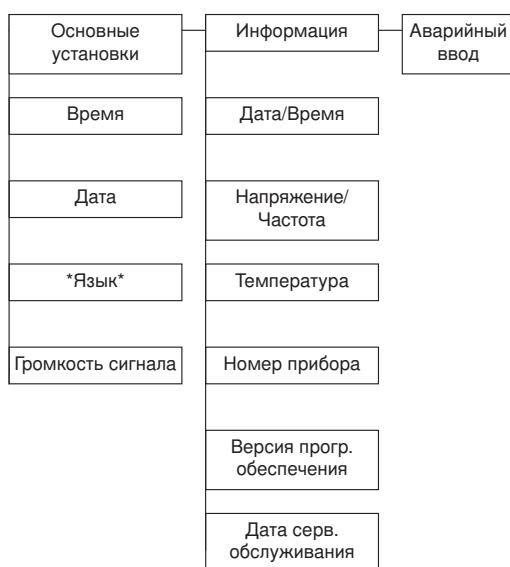 Основные
установки
Информация
Аварийный
ввод
Время
Дата/Время
Дата
Напряжение/
Частота
*Язык*
Температура
Громкость сигнала
Номер прибора
Версия прогр.
обеспечения
Дата серв.
обслуживания